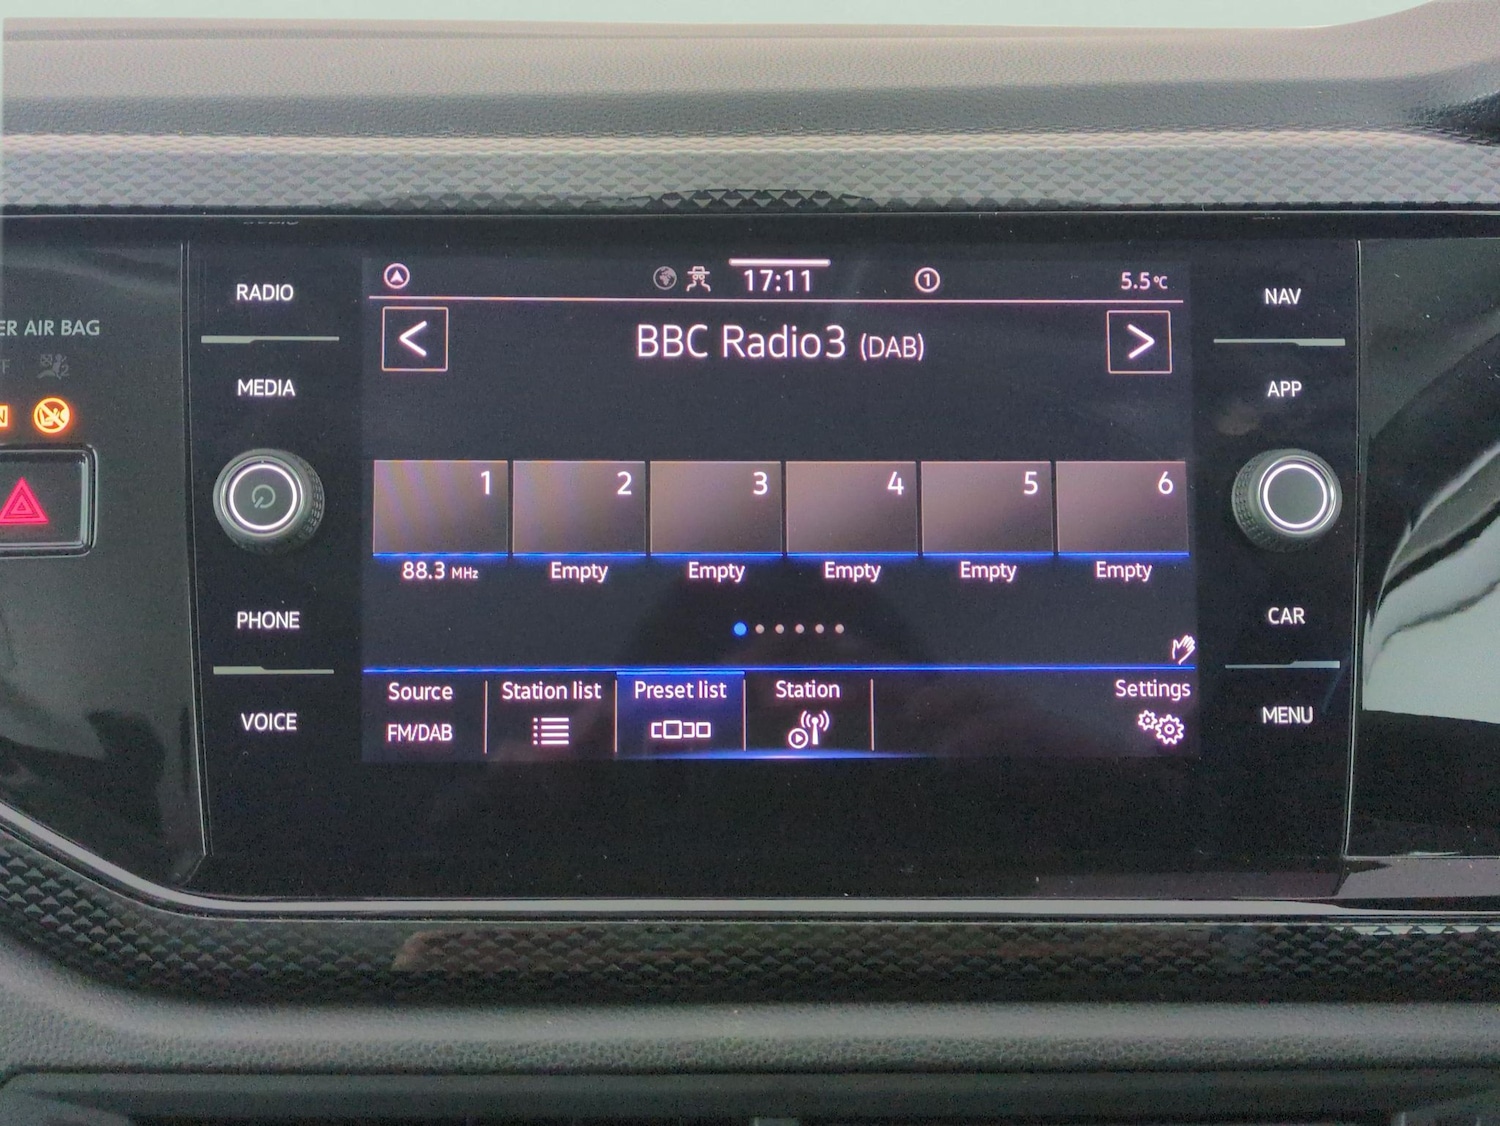 17:11
1
5.5°C
RADIO
NAV
BBC Radio3 (DAB)
ER AIR BAG
MEDIA
APP
1 2 3 4 5 6
88.3 MHz Empty Empty Empty Empty Empty
PHONE
CAR
Source Station list Preset list Station Settings
FM/DAB
VOICE
MENU